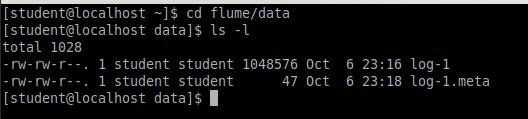 [student@localhost ~]$ cd flume/data
[student@localhost data]$ ls -l
total 1028
-rw-rw-r--. 1 student student 1048576 Oct  6 23:16 log-1
-rw-rw-r--. 1 student student      47 Oct  6 23:18 log-1.meta
[student@localhost data]$